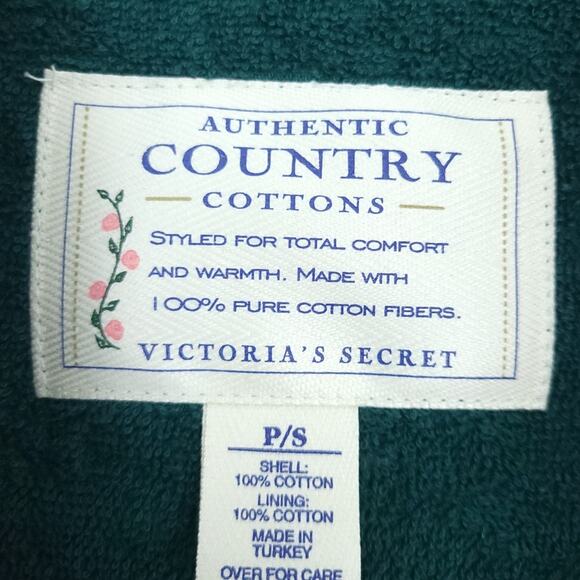 AUTHENTIC
COUNTRY
COTTONS
STYLED FOR TOTAL COMFORT
AND WARMTH. MADE WITH
100% PURE COTTON FIBERS.
VICTORIA'S SECRET
P/S
SHELL:
100% COTTON
LINING:
100% COTTON
MADE IN
TURKEY
OVER FOR CARE